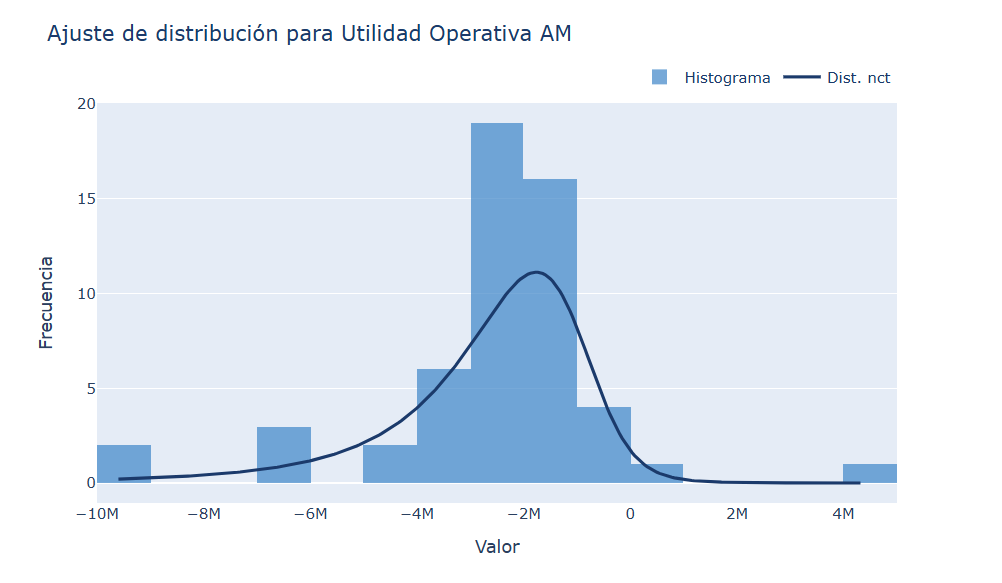 Ajuste de distribución para Utilidad Operativa AM
Histograma
Dist. nct
20
15
10
5
0
Frecuencia
−10M
−8M
−6M
−4M
−2M
0
2M
4M
Valor